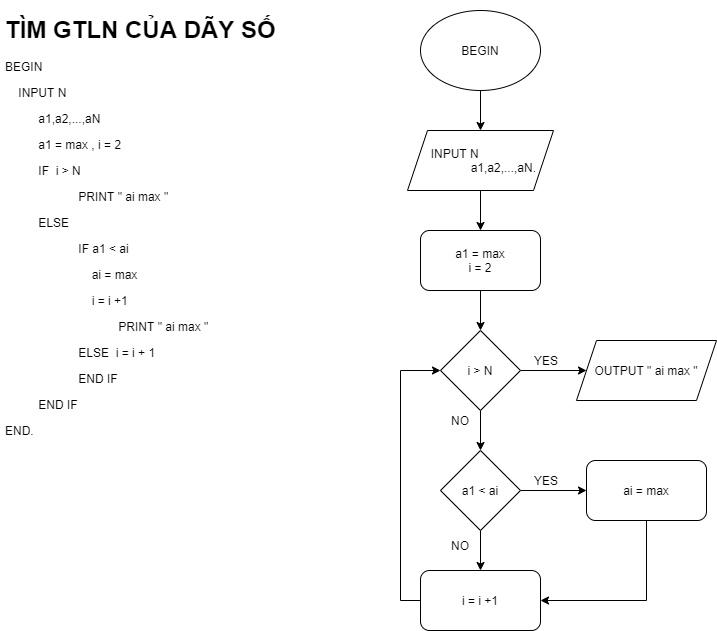 TÌM GTLN CỦA DÃY SỐ
BEGIN
INPUT N
a1,a2,...,aN
a1 = max , i = 2
IF i > N
PRINT " ai max "
ELSE
IF a1 < ai
ai = max
i = i +1
PRINT " ai max "
ELSE i = i + 1
END IF
END IF
END.
BEGIN
INPUT N
a1,a2,...,aN.
a1 = max
i = 2
i > N
YES
OUTPUT " ai max "
NO
a1 < ai
YES
ai = max
NO
i = i +1